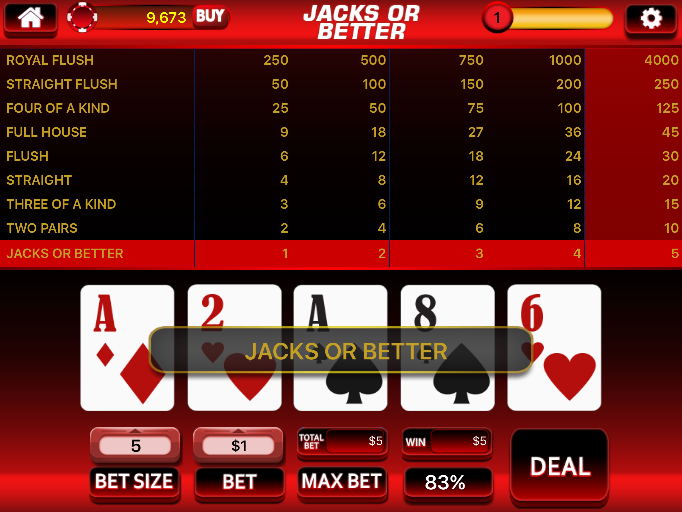 9,673 BUY
JACKS OR
BETTER
1
ROYAL FLUSH 250 500 750 1000 4000
STRAIGHT FLUSH 50 100 150 200 250
FOUR OF A KIND 25 50 75 100 125
FULL HOUSE 9 18 27 36 45
FLUSH 6 12 18 24 30
STRAIGHT 4 8 12 16 20
THREE OF A KIND 3 6 9 12 15
TWO PAIRS 2 4 6 8 10
JACKS OR BETTER 1 2 3 4 5
A 2 A 8 6
JACKS OR BETTER
5 $1 TOTAL BET $5 WIN $5
BET SIZE BET MAX BET 83% DEAL